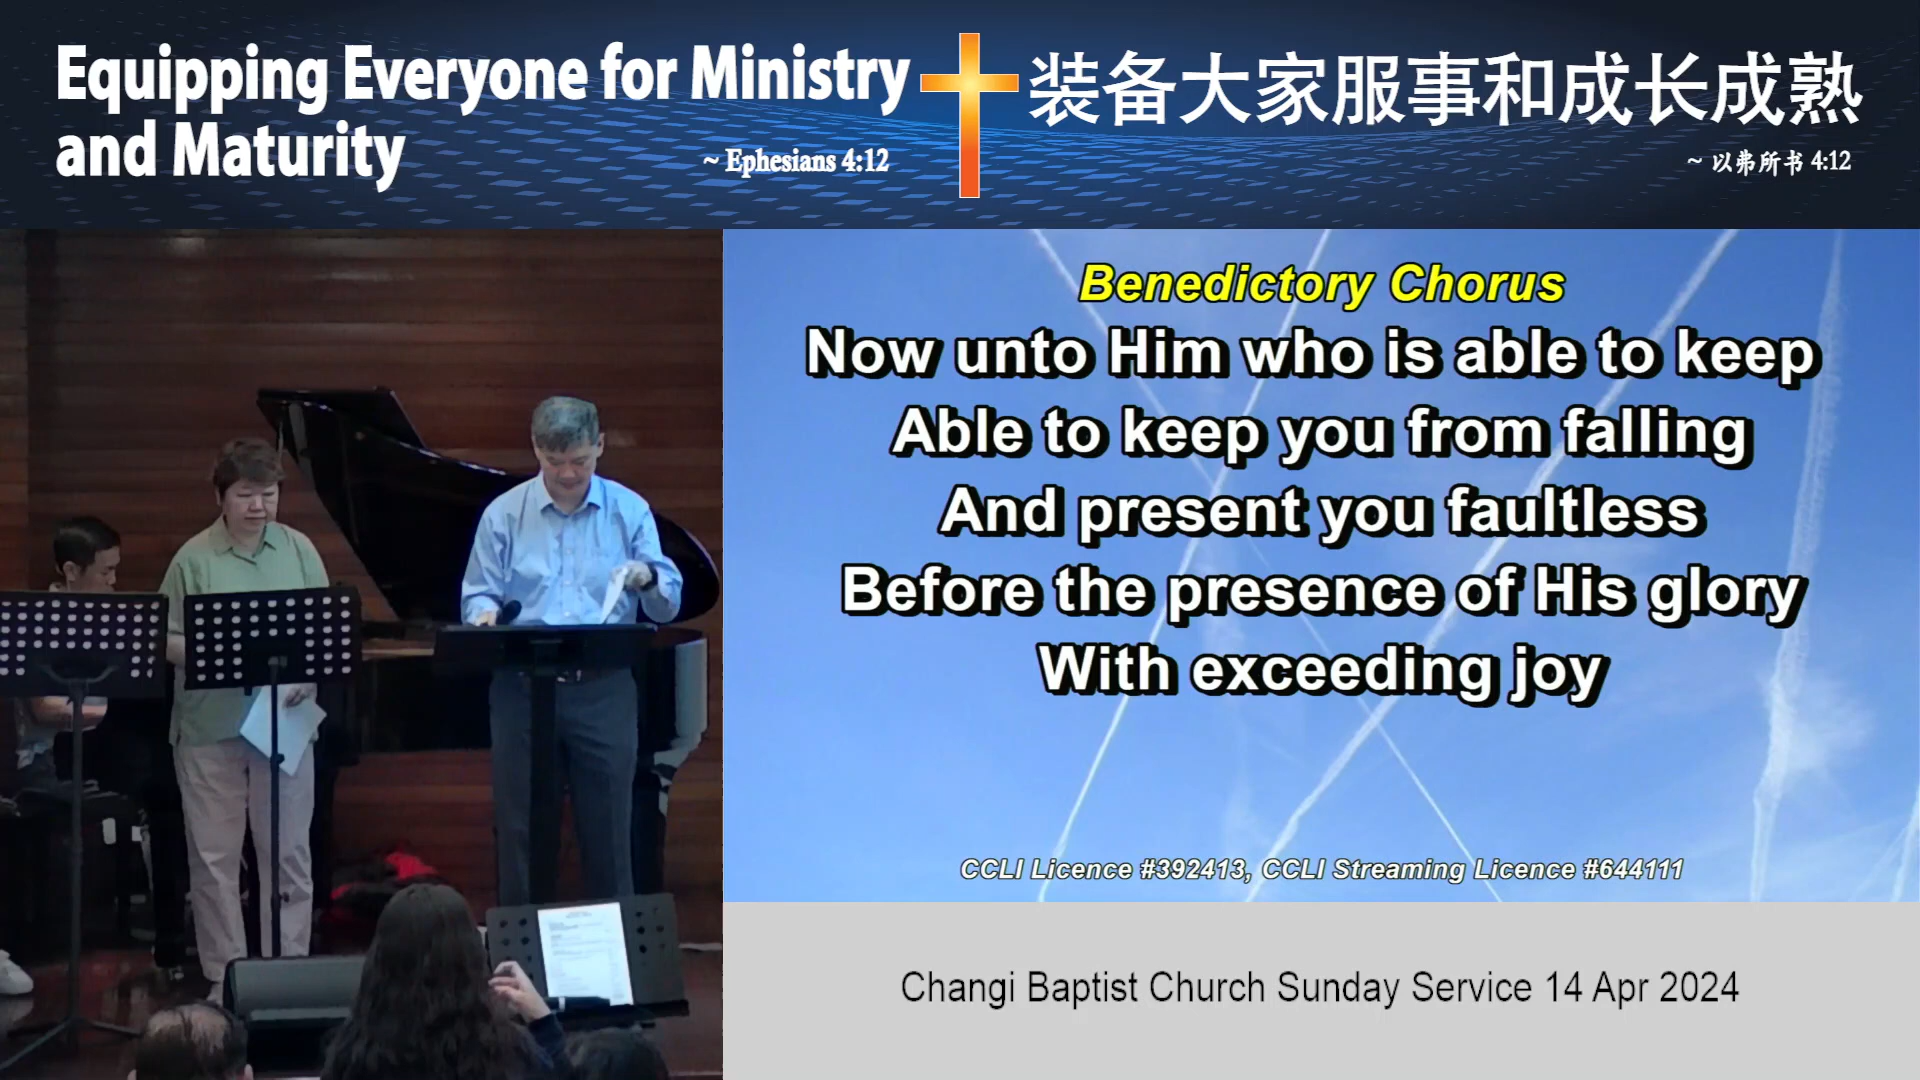 Equipping Everyone for Ministry
and Maturity
~ Ephesians 4:12
装备大家服事和成长成熟
~ 以弗所书 4:12
Benedictory Chorus
Now unto Him who is able to keep
Able to keep you from falling
And present you faultless
Before the presence of His glory
With exceeding joy
CCLI Licence #392413, CCLI Streaming Licence #644111
Changi Baptist Church Sunday Service 14 Apr 2024